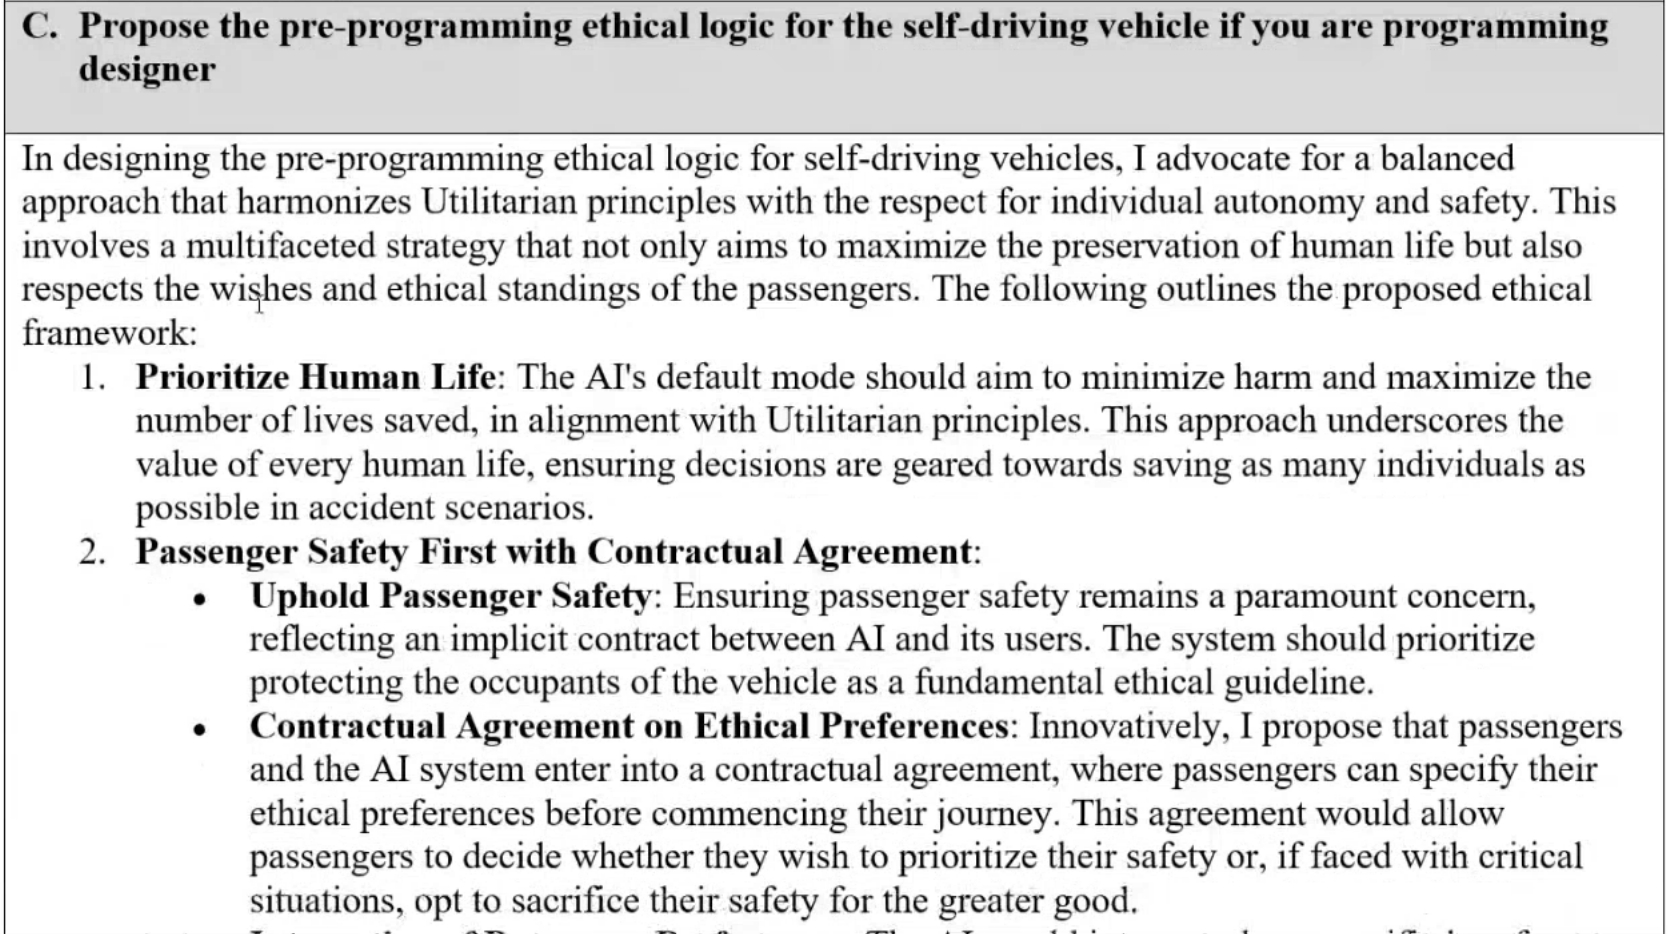 C. Propose the pre-programming ethical logic for the self-driving vehicle if you are programming
designer
In designing the pre-programming ethical logic for self-driving vehicles, I advocate for a balanced
approach that harmonizes Utilitarian principles with the respect for individual autonomy and safety. This
involves a multifaceted strategy that not only aims to maximize the preservation of human life but also
respects the wishes and ethical standings of the passengers. The following outlines the proposed ethical
framework:
1. Prioritize Human Life: The AI's default mode should aim to minimize harm and maximize the
number of lives saved, in alignment with Utilitarian principles. This approach underscores the
value of every human life, ensuring decisions are geared towards saving as many individuals as
possible in accident scenarios.
2. Passenger Safety First with Contractual Agreement:
• Uphold Passenger Safety: Ensuring passenger safety remains a paramount concern,
reflecting an implicit contract between AI and its users. The system should prioritize
protecting the occupants of the vehicle as a fundamental ethical guideline.
• Contractual Agreement on Ethical Preferences: Innovatively, I propose that passengers
and the AI system enter into a contractual agreement, where passengers can specify their
ethical preferences before commencing their journey. This agreement would allow
passengers to decide whether they wish to prioritize their safety or, if faced with critical
situations, opt to sacrifice their safety for the greater good.